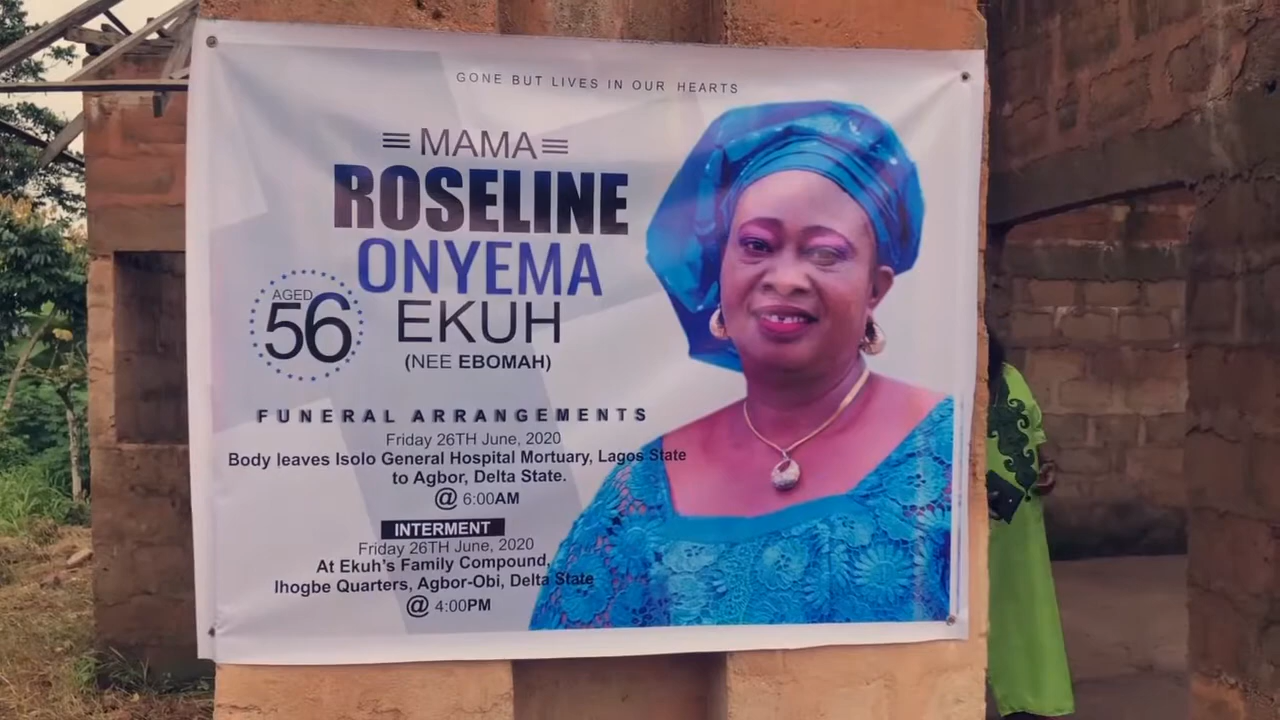 GONE BUT LIVES IN OUR HEARTS
MAMA
ROSELINE
ONYEMA
EKUH
(NEE EBOMAH)
AGED
56
FUNERAL ARRANGEMENTS
Friday 26TH June, 2020
Body leaves Isolo General Hospital Mortuary, Lagos State
to Agbor, Delta State.
@ 6:00AM
INTERMENT
Friday 26TH June, 2020
At Ekuh's Family Compound,
Ihogbe Quarters, Agbor-Obi, Delta State
@ 4:00PM